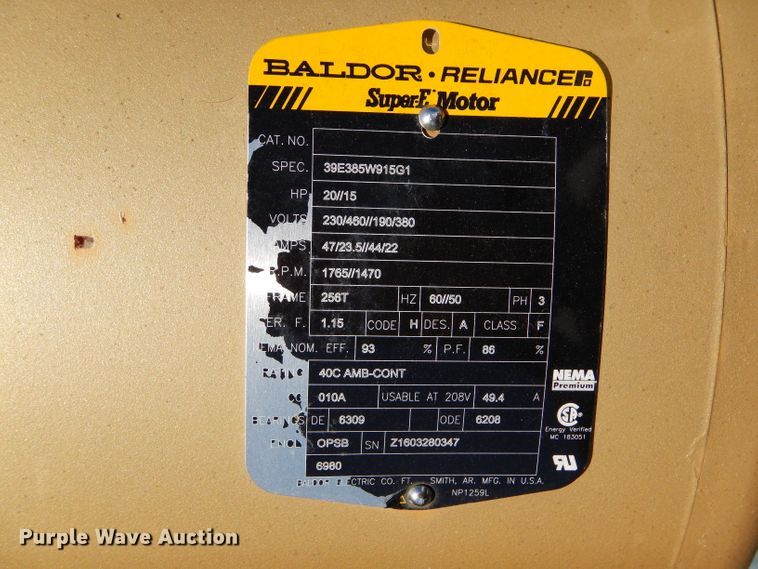 BALDOR • RELIANCE
Super-E Motor
CAT. NO.
SPEC. 39E385W915G1
HP 20//15
VOLTS 230/460//190/380
AMPS 47/23.5//44/22
R.P.M. 1765//1470
FRAME 256T HZ 60//50 PH 3
SER. F. 1.15 CODE H DES. A CLASS F
NEMA NOM. EFF. 93 % P.F. 86 %
RATING 40C AMB-CONT
NEMA
Premium
CC 010A USABLE AT 208V 49.4 A
BEARINGS DE 6309 ODE 6208
Energy Verified
MC 183051
ENCL OPSB SN Z1603280347
6980
BALDOR ELECTRIC CO. FT. SMITH, AR. MFG. IN U.S.A.
NP1259L
Purple Wave Auction